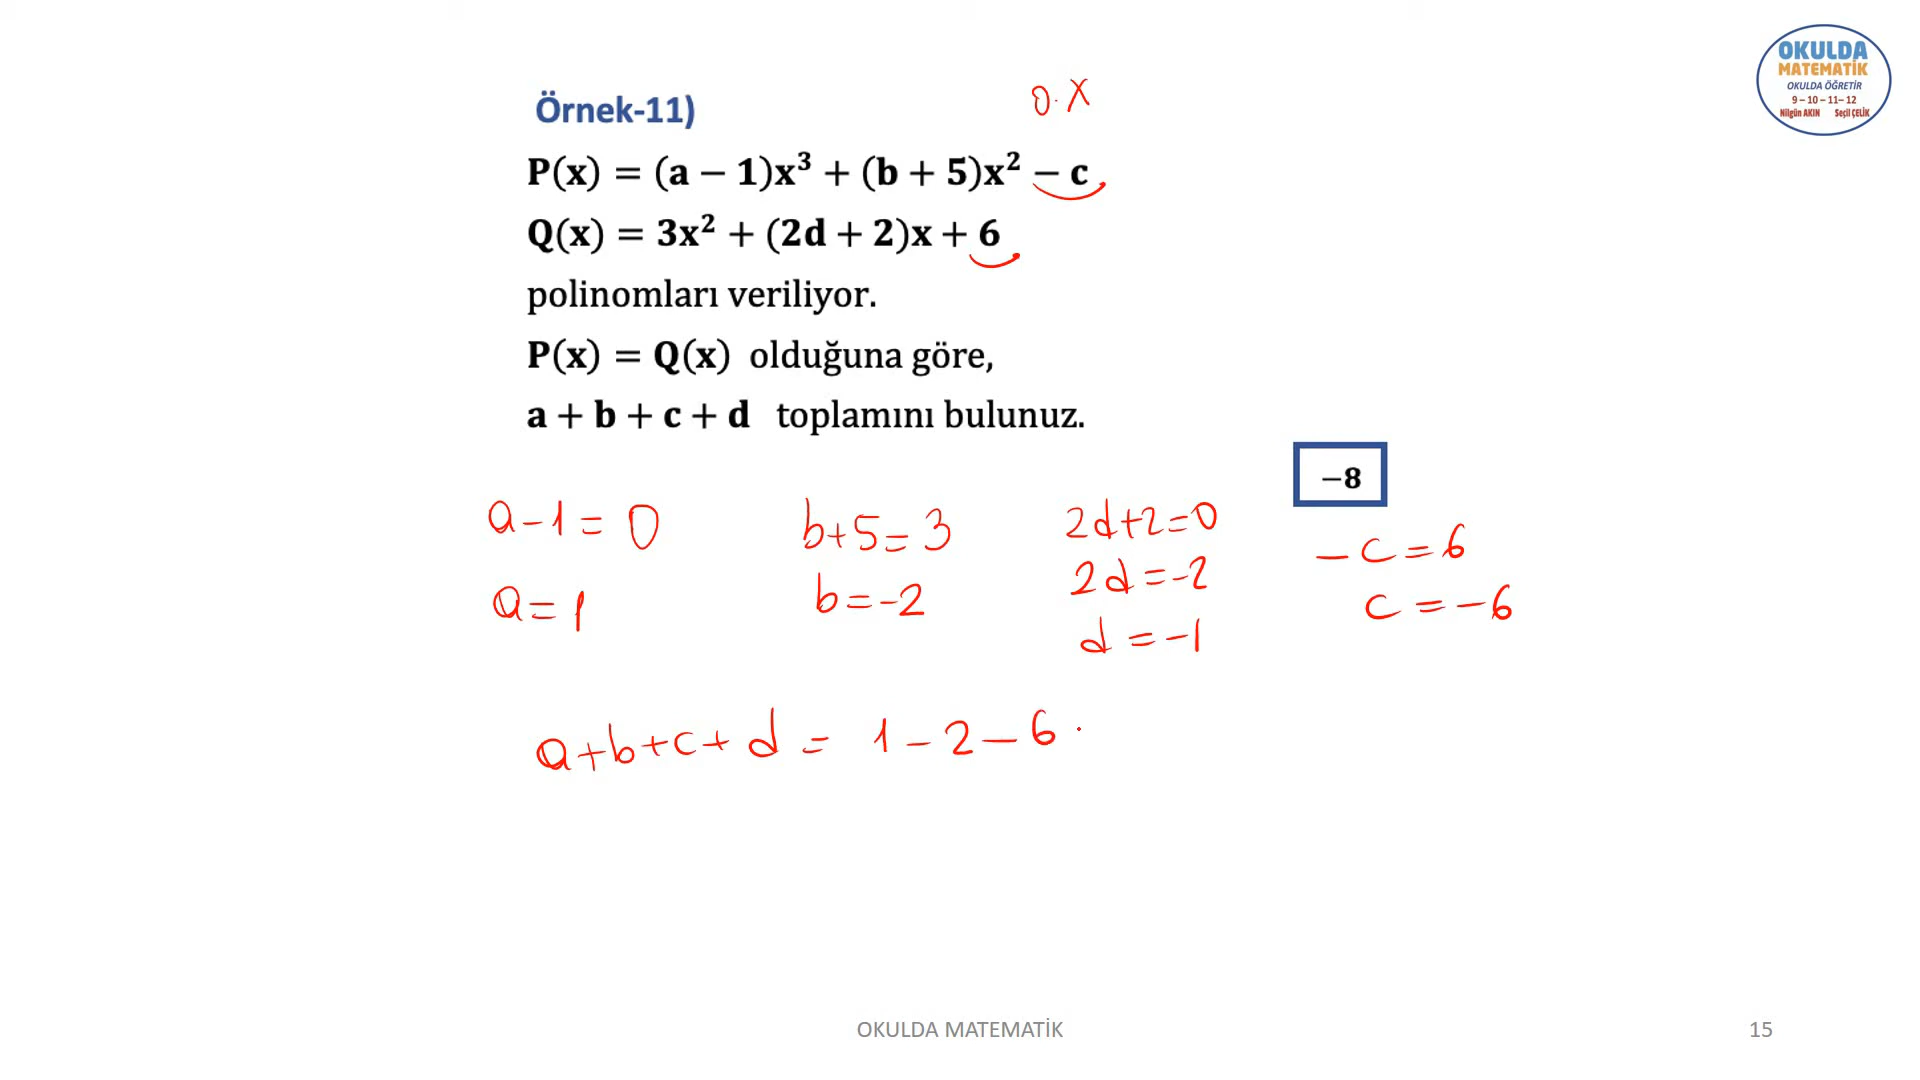 OKULDA
MATEMATİK
OKULDA ÖĞRETİR
9 – 10 – 11– 12
Nilgün AKIN Seçil ÇELİK
Örnek-11)
0.X
P(x) = (a − 1)x³ + (b + 5)x² − c
Q(x) = 3x² + (2d + 2)x + 6
polinomları veriliyor.
P(x) = Q(x) olduğuna göre,
a + b + c + d toplamını bulunuz.
−8
a-1=0
a=1
b+5=3
b=-2
2d+2=0
2d=-2
d=-1
-c=6
c=-6
a+b+c+d= 1-2-6
OKULDA MATEMATİK
15